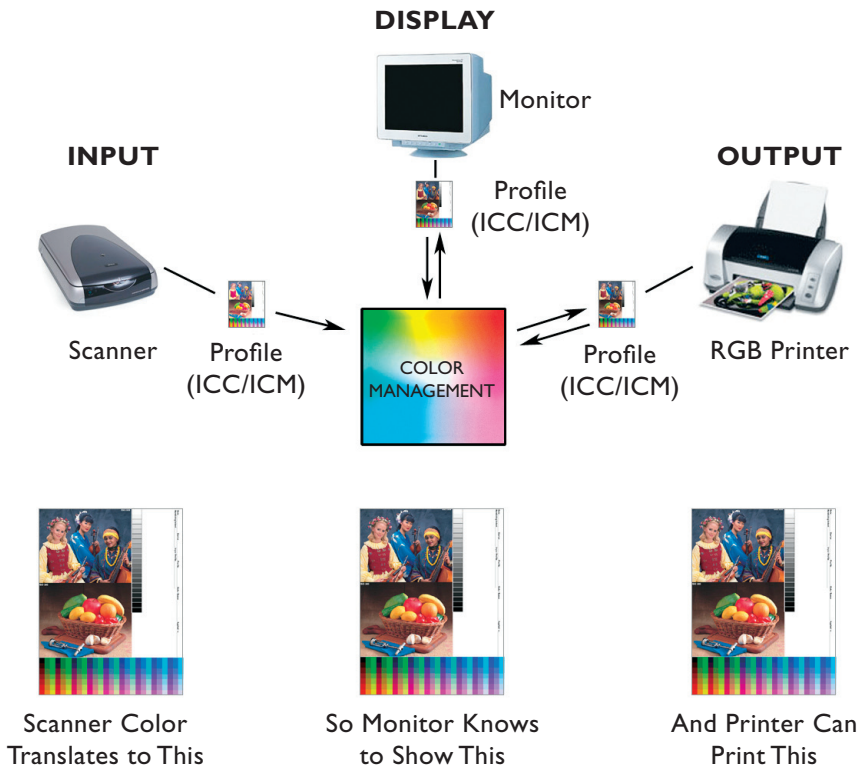 DISPLAY
Monitor
INPUT
OUTPUT
Profile
(ICC/ICM)
Scanner
Profile
(ICC/ICM)
COLOR
MANAGEMENT
Profile
(ICC/ICM)
RGB Printer
Scanner Color
Translates to This
So Monitor Knows
to Show This
And Printer Can
Print This